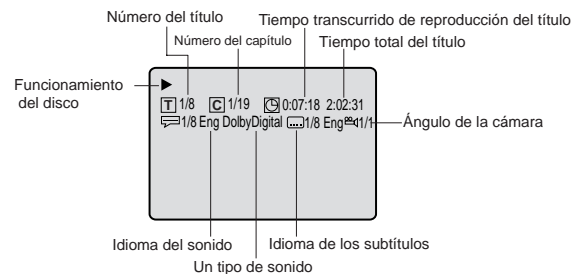 Número del título
Tiempo transcurrido de reproducción del título
Número del capítulo
Tiempo total del título
Funcionamiento
del disco
T 1/8 C 1/19 0:07:18 2:02:31
1/8 Eng DolbyDigital 1/8 Eng 1/1
Ángulo de la cámara
Idioma del sonido
Idioma de los subtítulos
Un tipo de sonido